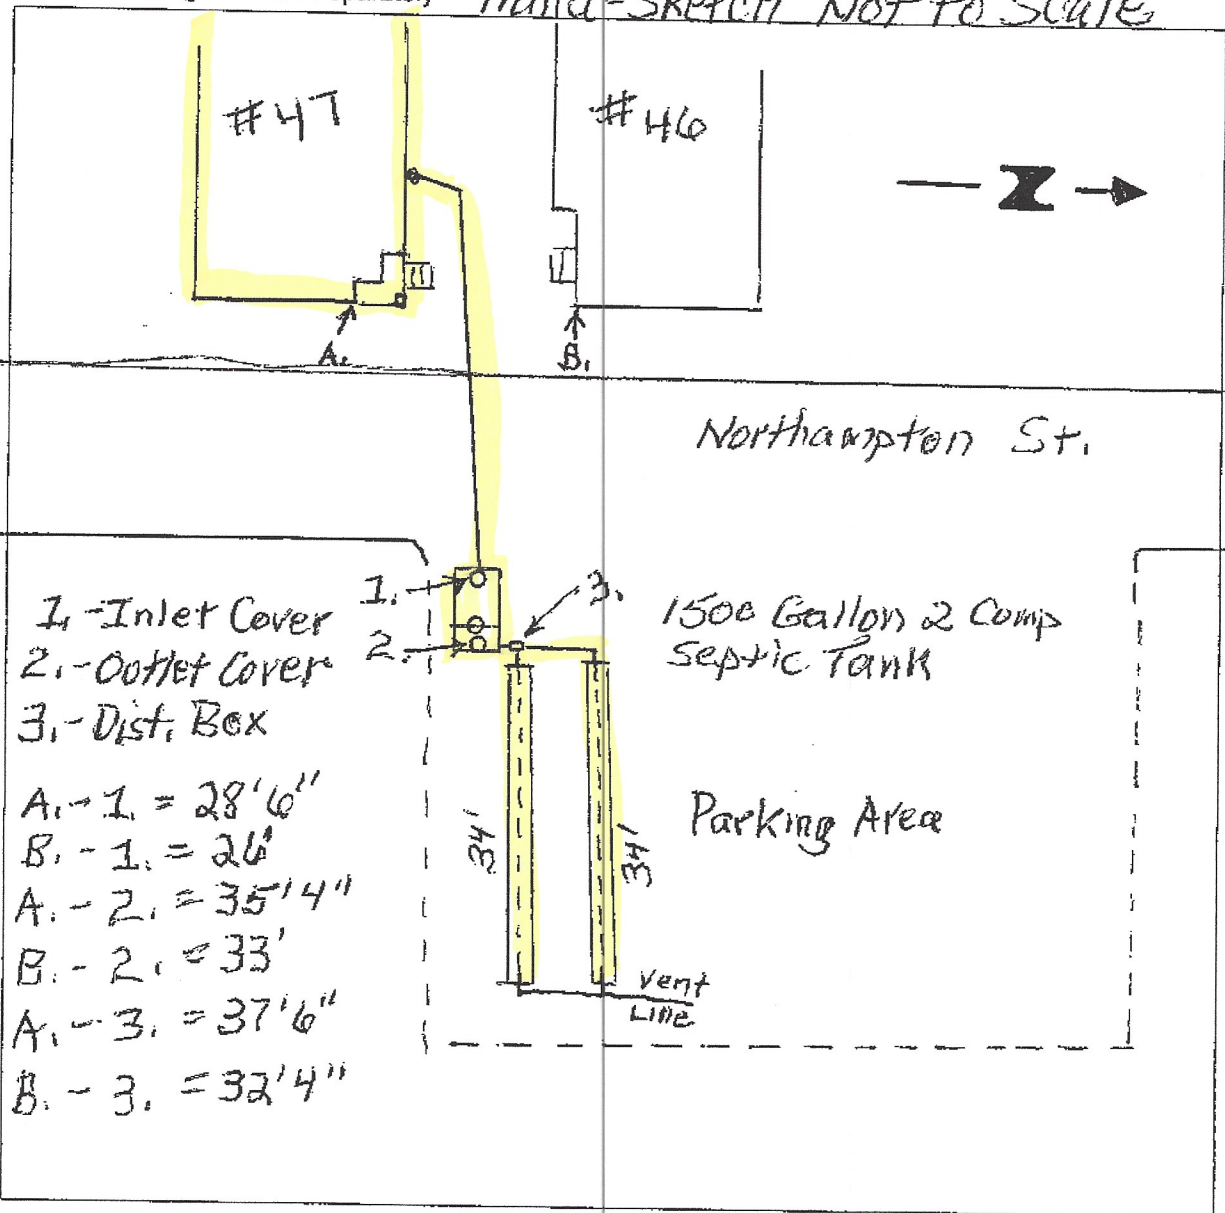 Hand-Sketch Not To Scale
#47
#46
N
A.
B.
Northampton St.
1.
3.
2.
1500 Gallon 2 Comp
Septic Tank
1.-Inlet Cover
2.-Outlet Cover
3.-Dist. Box
A.-1. = 28'6"
B.-1. = 26'
A.-2. = 35'4"
B.-2. = 33'
A.-3. = 37'6"
B.-3. = 32'4"
34'
34'
Parking Area
Vent
Line